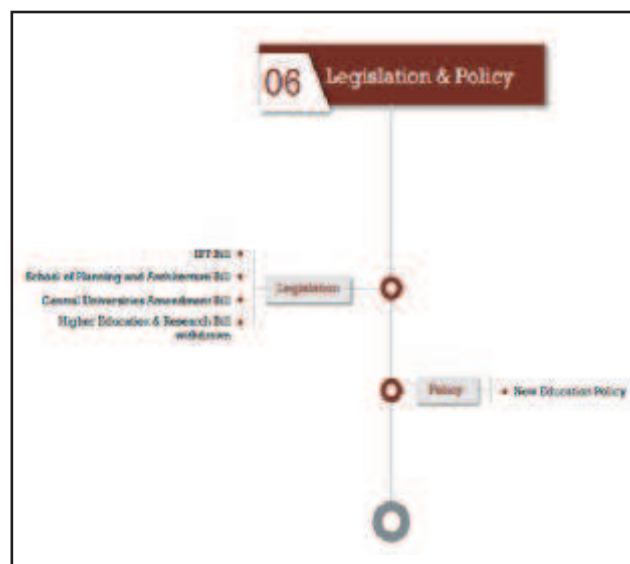 06
Legislation & Policy
Bill
School of Planning and Architecture Bill
Central Universities Amendment Bill
Higher Education & Research Bill
withdrawn
Legislation
Policy
New Education Policy